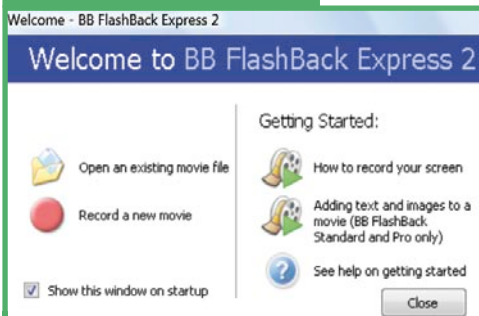 Welcome - BB FlashBack Express 2
Welcome to BB FlashBack Express 2
Open an existing movie file
Record a new movie
Show this window on startup
Getting Started:
How to record your screen
Adding text and images to a
movie (BB FlashBack
Standard and Pro only)
See help on getting started
Close